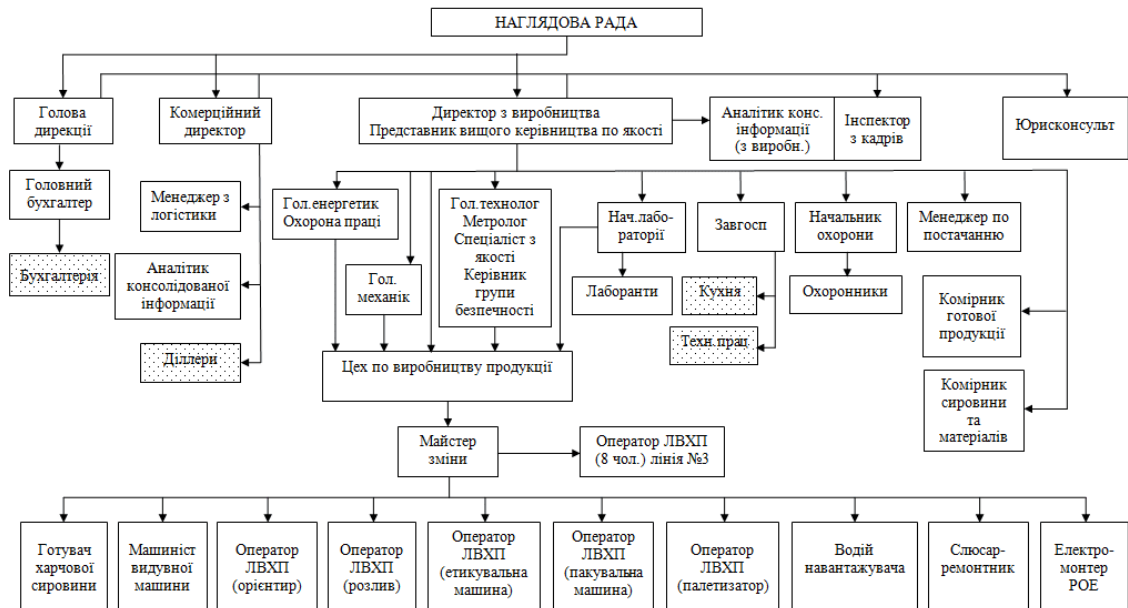 НАГЛЯДОВА РАДА
Голова
дирекції
Комерційний
директор
Директор з виробництва
Представник вищого керівництва по якості
Аналітик конс.
інформації
(з виробн.)
Інспектор
з кадрів
Юрисконсульт
Головний
бухгалтер
Бухгалтерія
Менеджер з
логістики
Аналітик
консолідованої
інформації
Діллери
Гол.енергетик
Охорона праці
Гол.
механік
Гол.технолог
Метролог
Спеціаліст з
якості
Керівник
групи
безпечності
Нач.лабо-
раторії
Лаборанти
Завгосп
Кухня
Техн.прац
Начальник
охорони
Охоронники
Менеджер по
постачанню
Комірник
готової
продукції
Комірник
сировини
та
матеріалів
Цех по виробництву продукції
Майстер
зміни
Оператор ЛВХП
(8 чол.) лінія №3
Готувач
харчової
сировини
Машиніст
видувної
машини
Оператор
ЛВХП
(орієнтир)
Оператор
ЛВХП
(розлив)
Оператор
ЛВХП
(етикувальна
машина)
Оператор
ЛВХП
(пакувальна
машина)
Оператор
ЛВХП
(палетизатор)
Водій
навантажувача
Слюсар-
ремонтник
Електро-
монтер
РОЕ